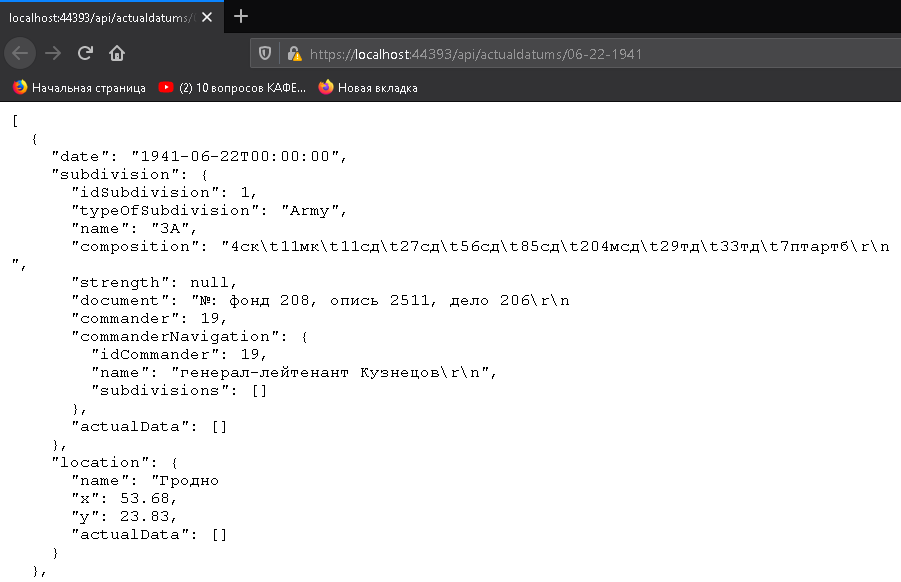 localhost:44393/api/actualdatums/
https://localhost:44393/api/actualdatums/06-22-1941
Начальная страница
(2) 10 вопросов КАФЕ...
Новая вкладка
[
{
"date": "1941-06-22T00:00:00",
"subdivision": {
"idSubdivision": 1,
"typeOfSubdivision": "Army",
"name": "3А",
"composition": "4ск\t11мк\t11сд\t27сд\t56сд\t85сд\t204мсд\t29тд\t33тд\t7птартб\r\n
",
"strength": null,
"document": "№: фонд 208, опись 2511, дело 206\r\n
"commander": 19,
"commanderNavigation": {
"idCommander": 19,
"name": "генерал-лейтенант Кузнецов\r\n",
"subdivisions": []
},
"actualData": []
},
"location": {
"name": "Гродно
"x": 53.68,
"y": 23.83,
"actualData": []
}
},